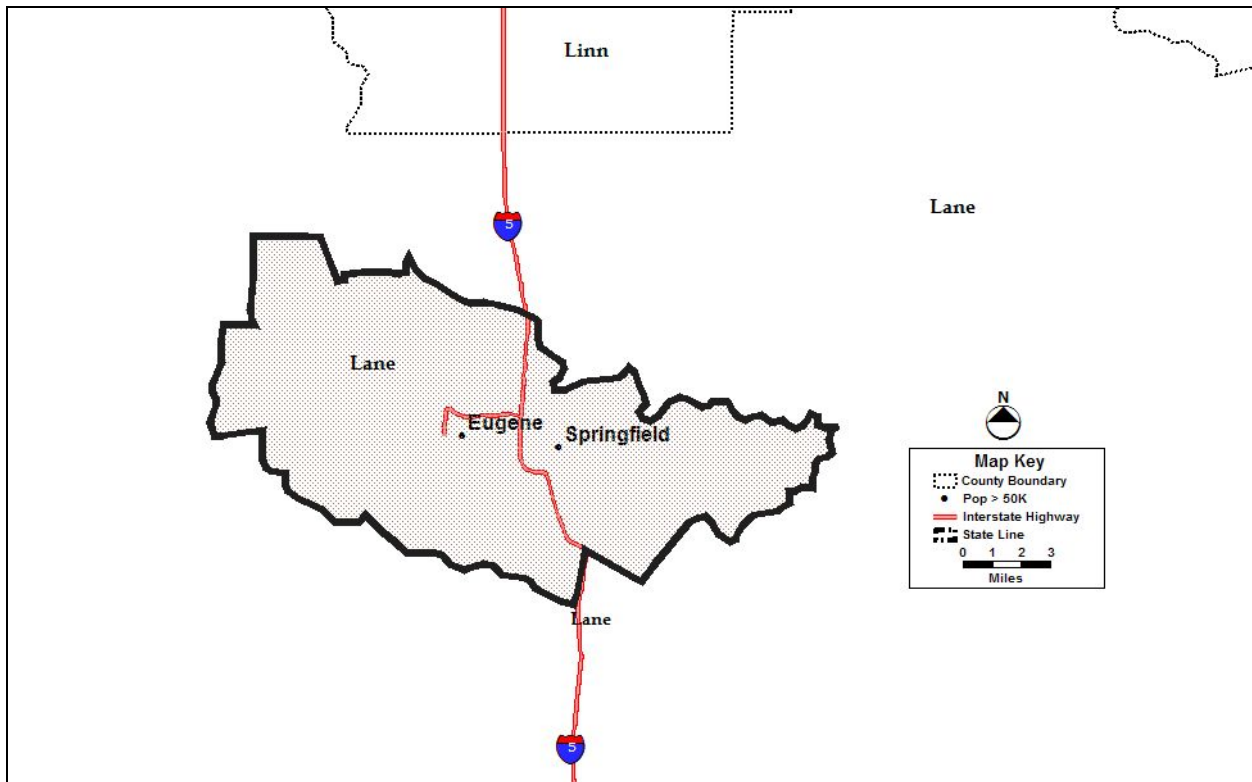 Linn
Lane
5
Lane
Eugene
Springfield
N
Map Key
County Boundary
Pop > 50K
Interstate Highway
State Line
0 1 2 3
Miles
Lane
5